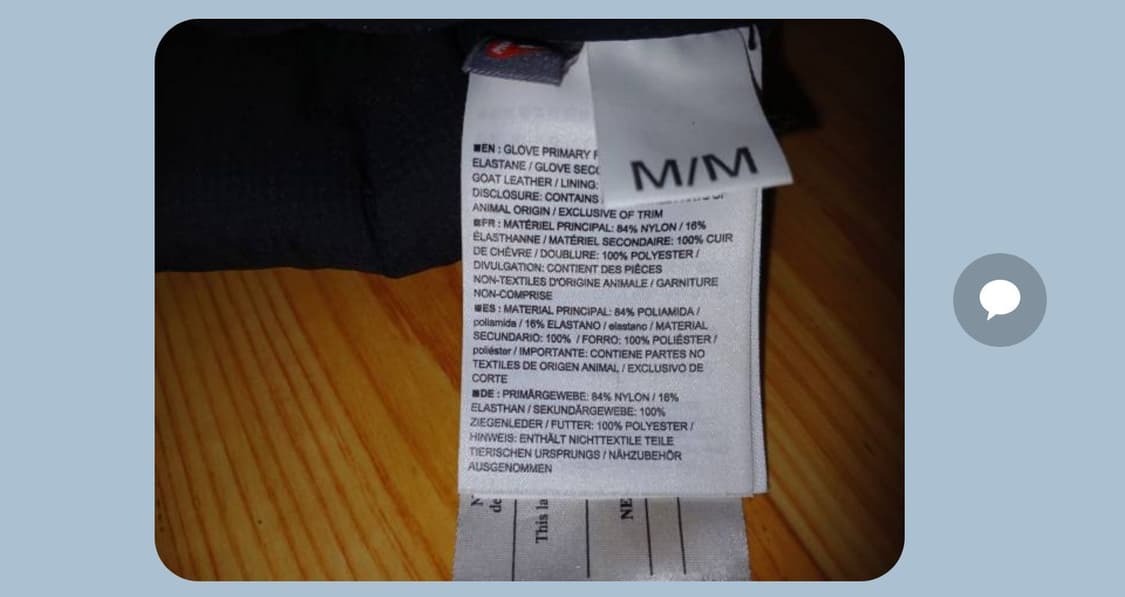 M/M
■EN : GLOVE PRIMARY
ELASTANE / GLOVE
GOAT LEATHER / LINING:
DISCLOSURE: CONTAINS
ANIMAL ORIGIN / EXCLUSIVE OF TRIM
■FR : MATÉRIEL PRINCIPAL: 84% NYLON / 16%
ÉLASTHANNE / MATÉRIEL SECONDAIRE: 100% CUIR
DE CHÈVRE / DOUBLURE: 100% POLYESTER /
DIVULGATION: CONTIENT DES PIÈCES
NON-TEXTILES D'ORIGINE ANIMALE / GARNITURE
NON-COMPRISE
■ES : MATERIAL PRINCIPAL: 84% POLIAMIDA /
poliamida / 16% ELASTANO / elastano / MATERIAL
SECUNDARIO: 100% / FORRO: 100% POLIÉSTER /
poliéster / IMPORTANTE: CONTIENE PARTES NO
TEXTILES DE ORIGEN ANIMAL / EXCLUSIVO DE
CORTE
■DE : PRIMÄRGEWEBE: 84% NYLON / 16%
ELASTHAN / SEKUNDÄRGEWEBE: 100%
ZIEGENLEDER / FUTTER: 100% POLYESTER /
HINWEIS: ENTHÄLT NICHTTEXTILE TEILE
TIERISCHEN URSPRUNGS / NÄHZUBEHÖR
AUSGENOMMEN
This